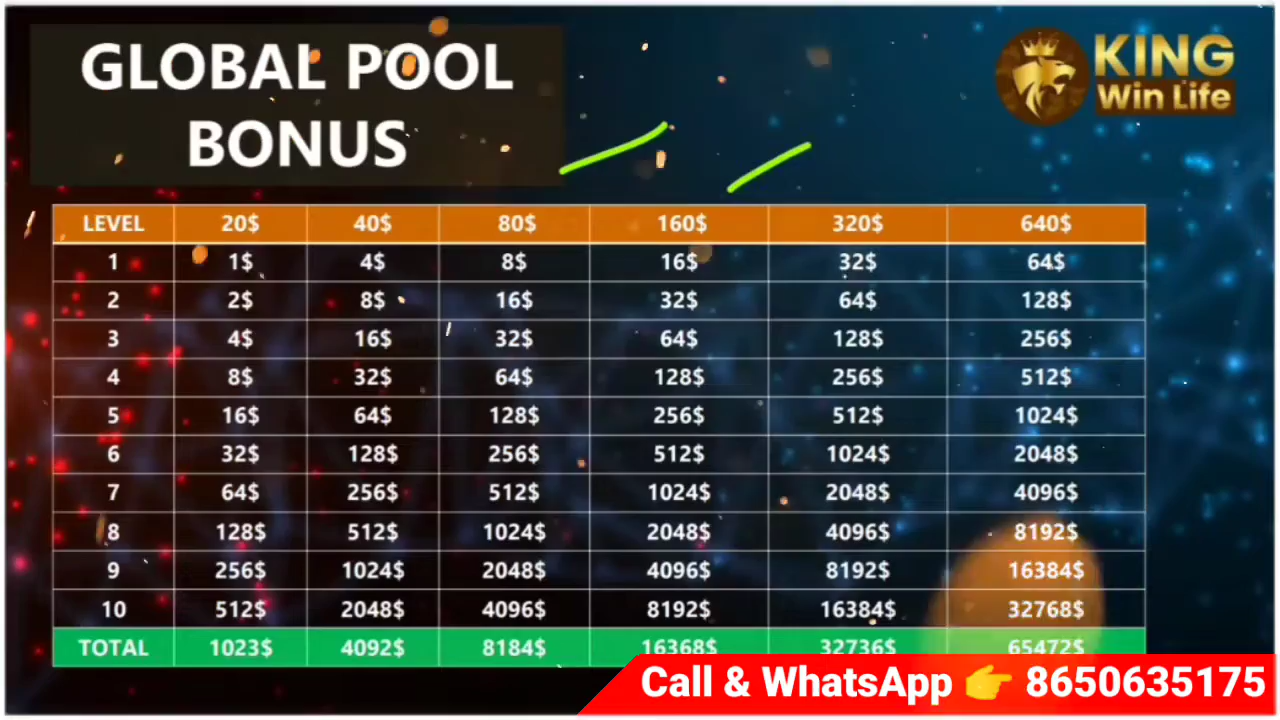 GLOBAL POOL
BONUS
KING
Win Life
LEVEL 20$ 40$ 80$ 160$ 320$ 640$
1 1$ 4$ 8$ 16$ 32$ 64$
2 2$ 8$ 16$ 32$ 64$ 128$
3 4$ 16$ 32$ 64$ 128$ 256$
4 8$ 32$ 64$ 128$ 256$ 512$
5 16$ 64$ 128$ 256$ 512$ 1024$
6 32$ 128$ 256$ 512$ 1024$ 2048$
7 64$ 256$ 512$ 1024$ 2048$ 4096$
8 128$ 512$ 1024$ 2048$ 4096$ 8192$
9 256$ 1024$ 2048$ 4096$ 8192$ 16384$
10 512$ 2048$ 4096$ 8192$ 16384$ 32768$
TOTAL 1023$ 4092$ 8184$ 16368$ 32736$ 65472$
Call & WhatsApp 👉 8650635175